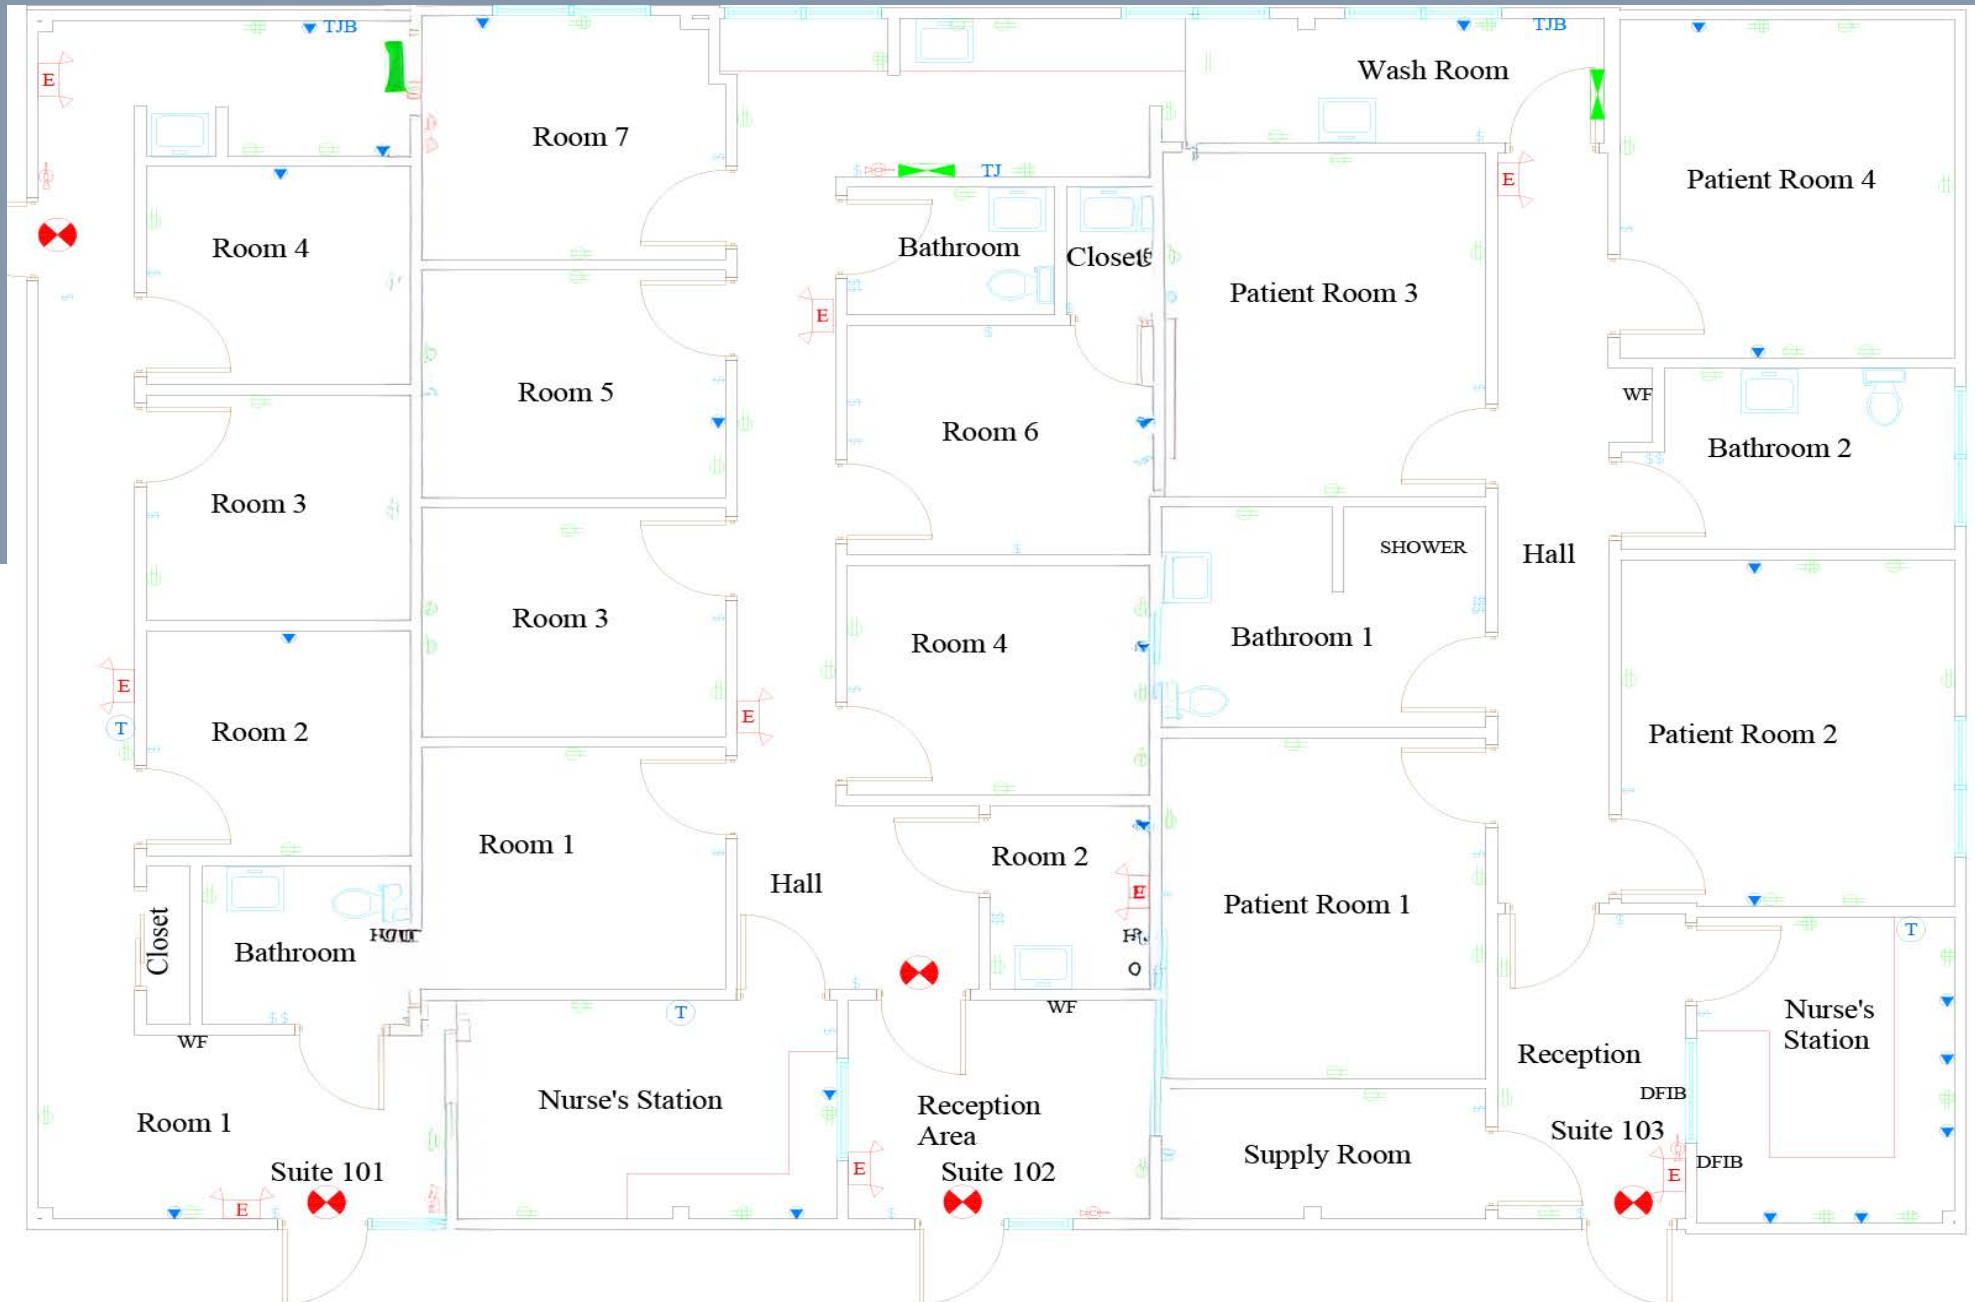 TJB
TJB
E
Wash Room
Room 7
E
Patient Room 4
TJ
Room 4
Bathroom
Closet
Patient Room 3
E
Room 5
WF
Room 6
Bathroom 2
Room 3
SHOWER
Hall
Room 3
Room 4
Bathroom 1
E
T
E
Room 2
Patient Room 2
Room 1
Room 2
Hall
E
Patient Room 1
Closet
Bathroom
T
WF
T
WF
Nurse's
Station
Reception
DFIB
Nurse's Station
Reception
Area
Room 1
Suite 103
Supply Room
DFIB
Suite 101
E
Suite 102
E
E
$
$
$$